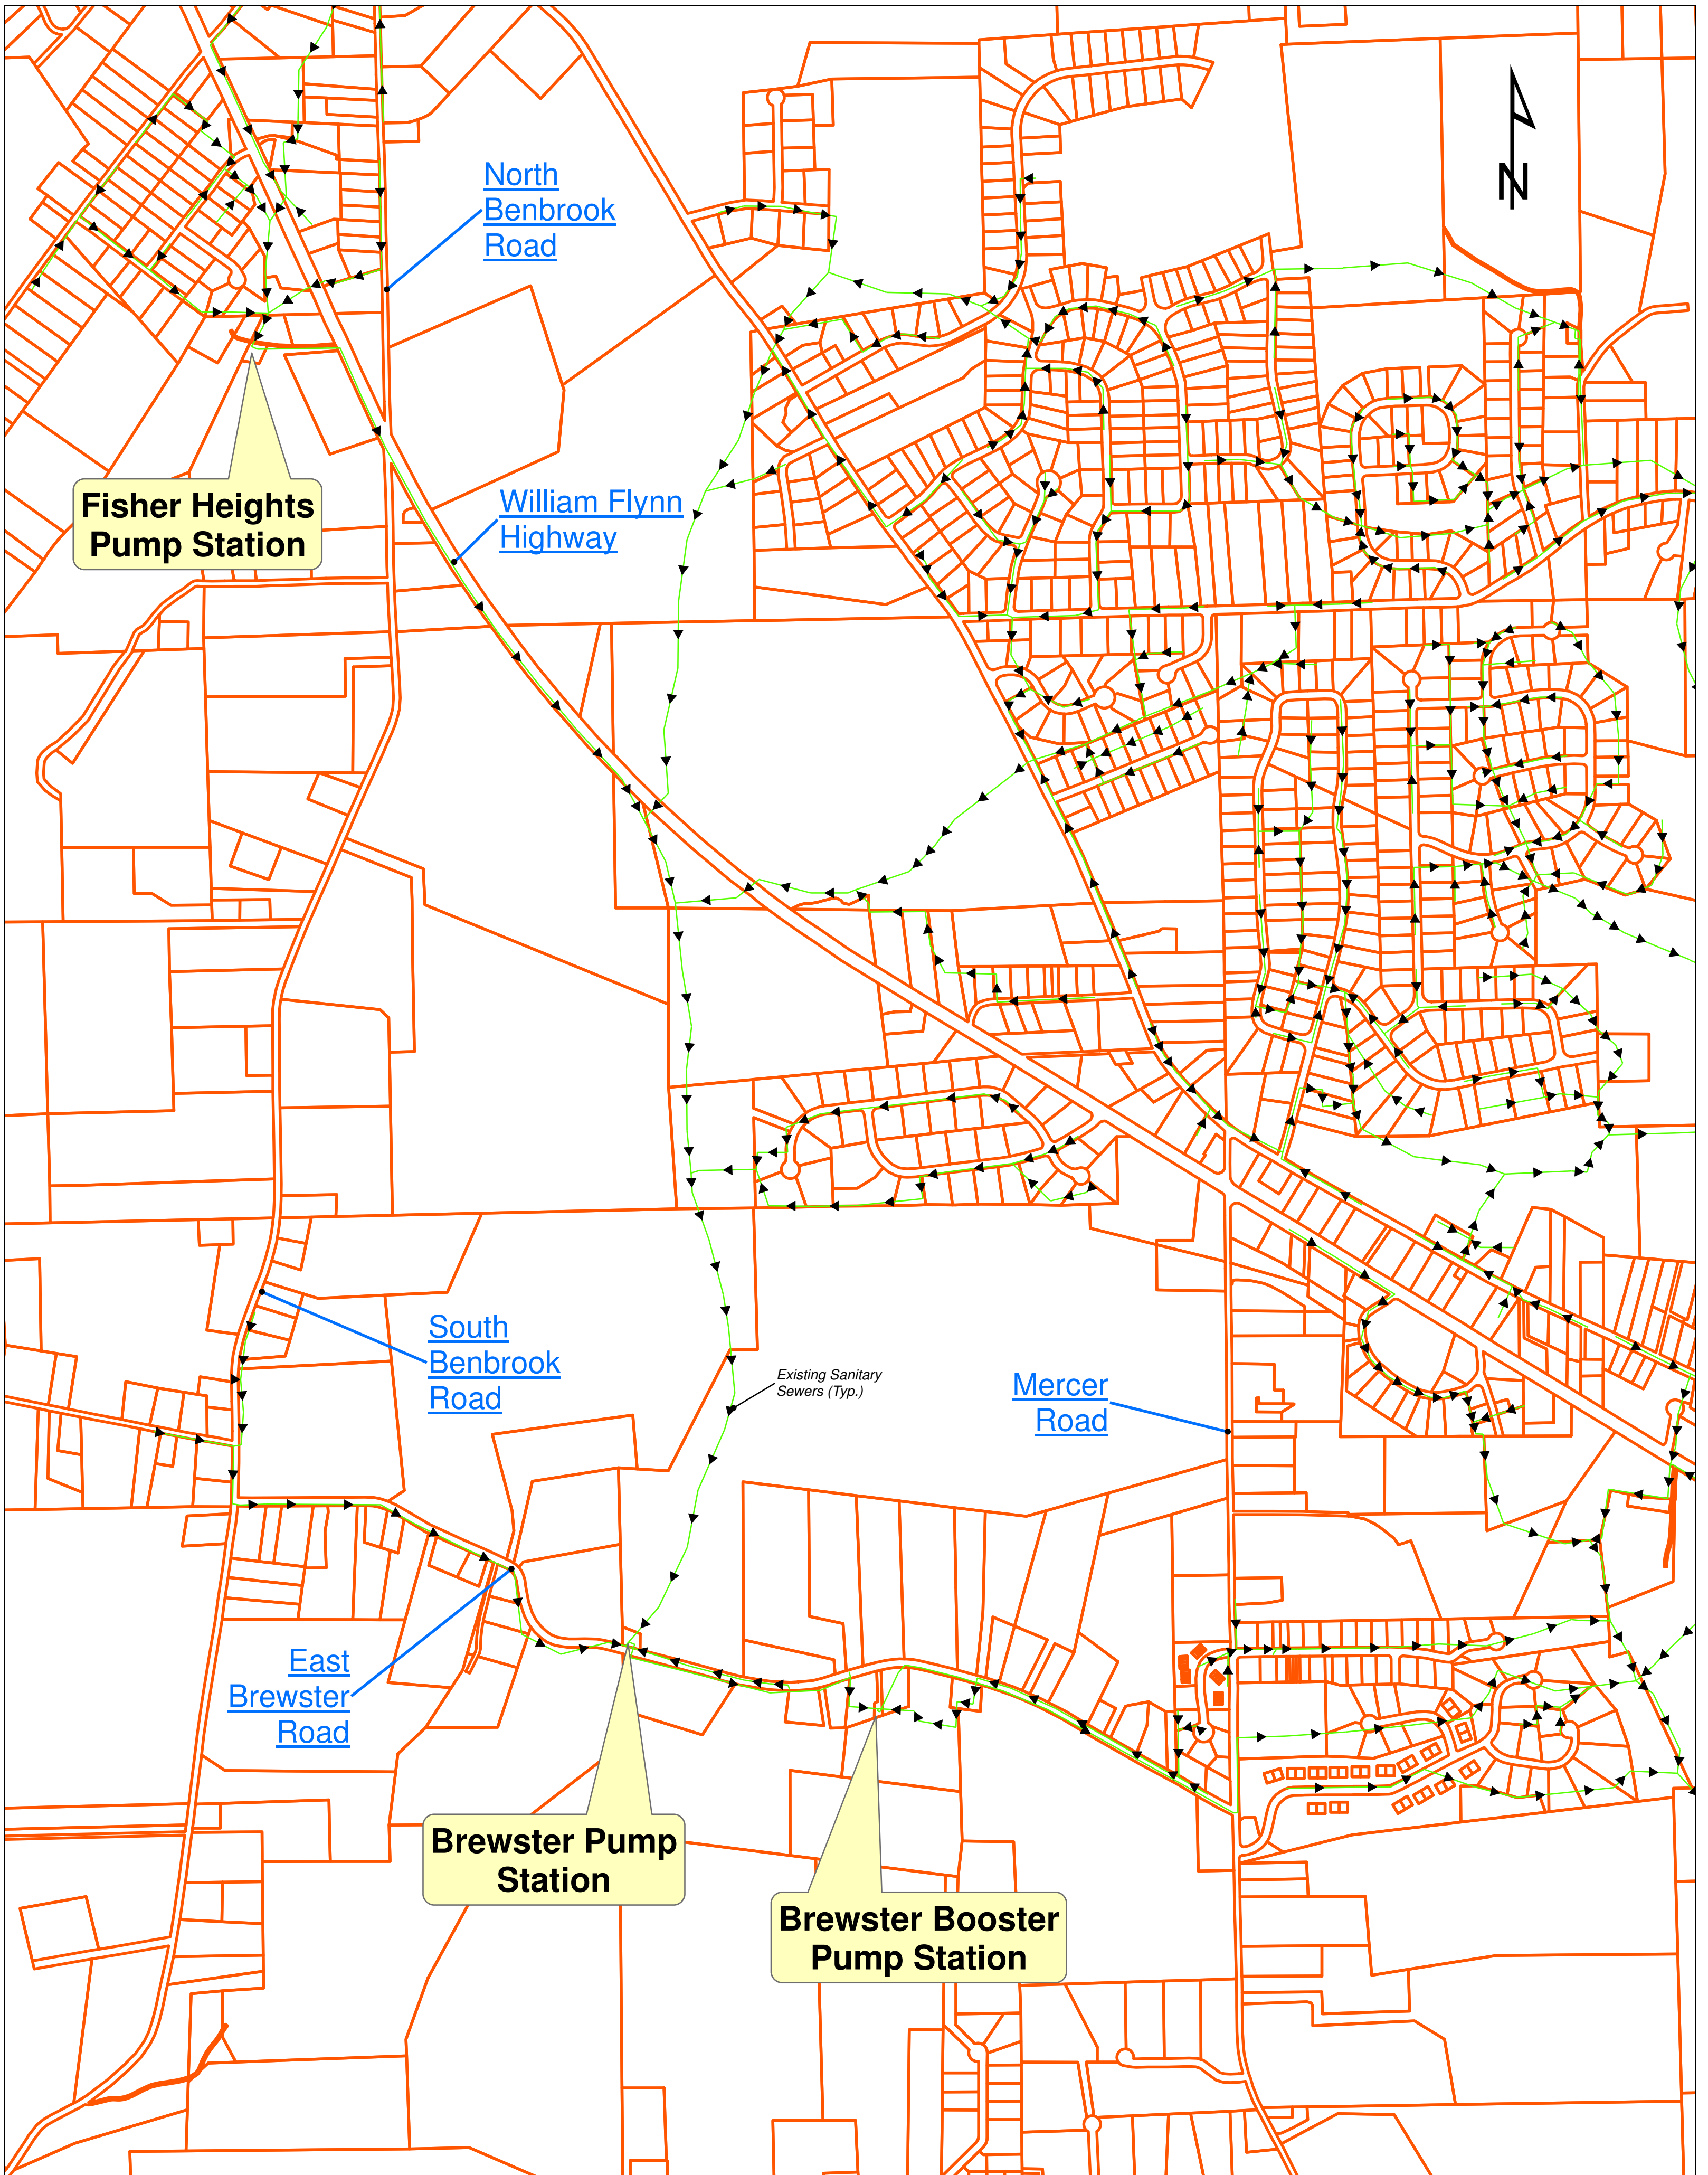 N
North
Benbrook
Road
Fisher Heights
Pump Station
William Flynn
Highway
South
Benbrook
Road
Existing Sanitary
Sewers (Typ.)
Mercer
Road
East
Brewster
Road
Brewster Pump
Station
Brewster Booster
Pump Station